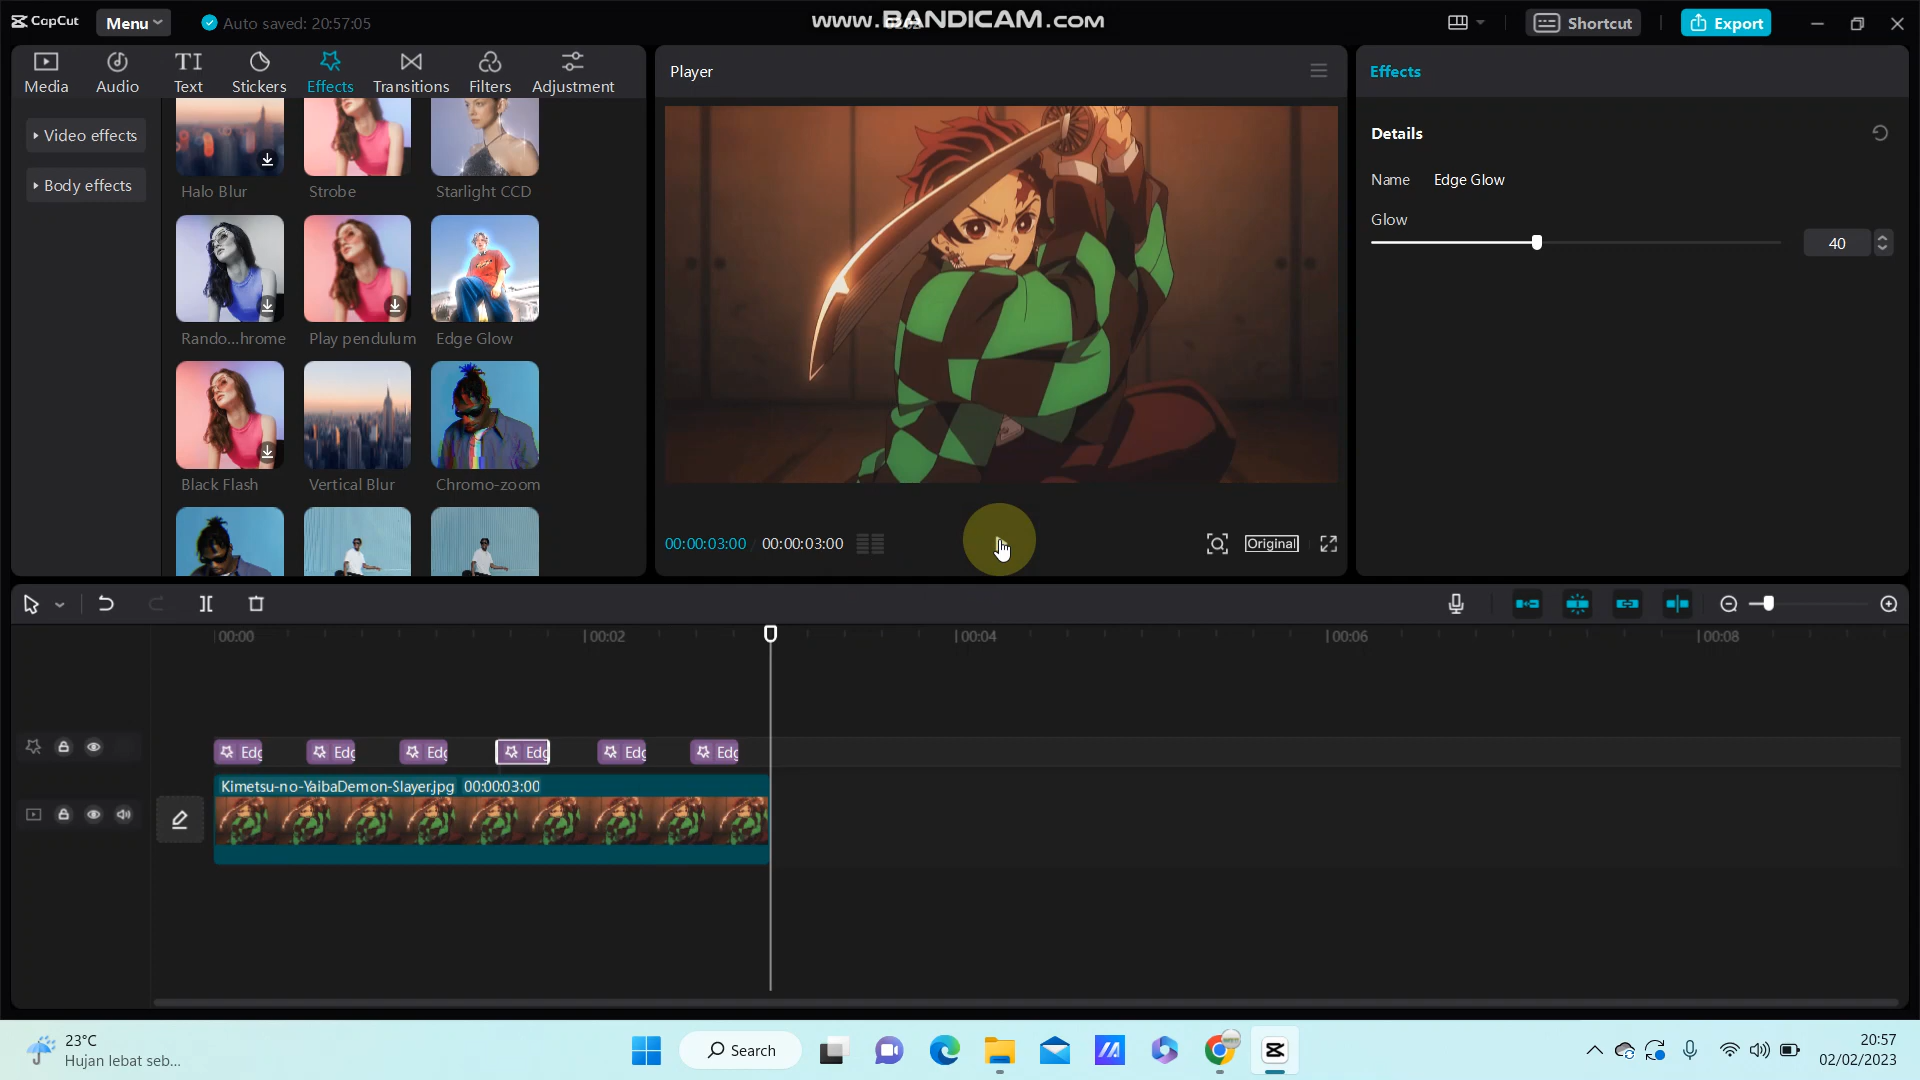 CapCut
Menu
Auto saved: 20:57:05
www.BANDICAM.COM
Shortcut
Export
Media
Audio
Text
Stickers
Effects
Transitions
Filters
Adjustment
Video effects
Body effects
Halo Blur
Strobe
Starlight CCD
Rando...hrome
Play pendulum
Edge Glow
Black Flash
Vertical Blur
Chromo-zoom
Player
00:00:03:00
00:00:03:00
Original
Effects
Details
Name Edge Glow
Glow
40
00:00
00:02
00:04
00:06
00:08
Edg
Edg
Edg
Edg
Edg
Edg
Kimetsu-no-YaibaDemon-Slayer.jpg 00:00:03:00
23°C
Hujan lebat seb...
Search
20:57
02/02/2023